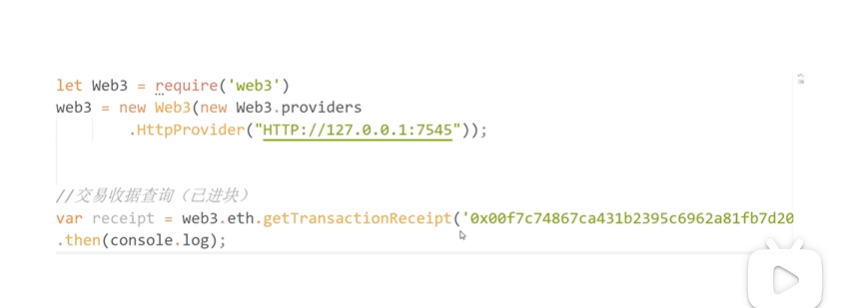 let Web3 = require('web3')
web3 = new Web3(new Web3.providers
.HttpProvider("HTTP://127.0.0.1:7545"));
//交易收据查询（已进块）
var receipt = web3.eth.getTransactionReceipt('0x00f7c74867ca431b2395c6962a81fb7d20
.then(console.log);